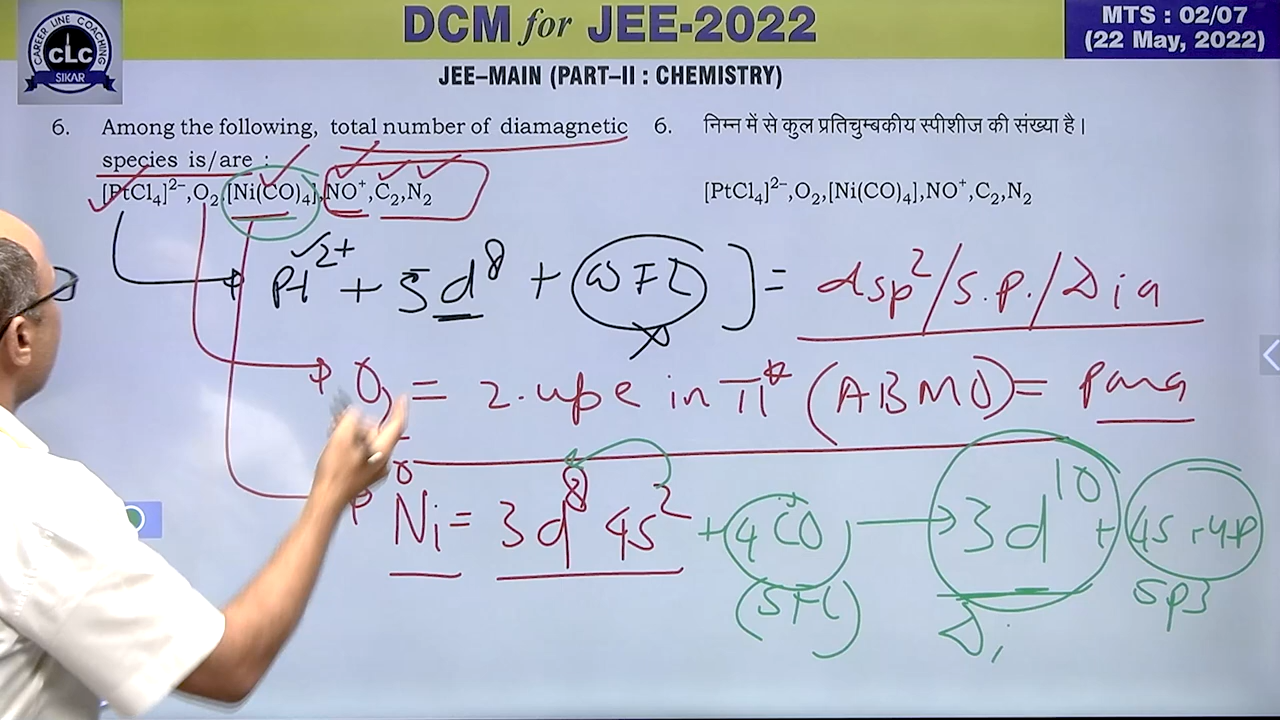 CAREER LINE COACHING
CLC
SIKAR
DCM for JEE-2022
MTS : 02/07
(22 May, 2022)
JEE–MAIN (PART–II : CHEMISTRY)
6. Among the following, total number of diamagnetic
species is/are :
[PtCl₄]²⁻,O₂,[Ni(CO)₄],NO⁺,C₂,N₂
6. निम्न में से कुल प्रतिचुम्बकीय स्पीशीज की संख्या है।
[PtCl₄]²⁻,O₂,[Ni(CO)₄],NO⁺,C₂,N₂
Pt²⁺ + 5d⁸ + WFL ] = dsp²/s.p./Dia
O₂ = 2.upe in π* (ABMO) = para
Ni = 3d⁸ 4s² + 4CO → 3d¹⁰ + 4s + 4p
(SFL) Di sp3